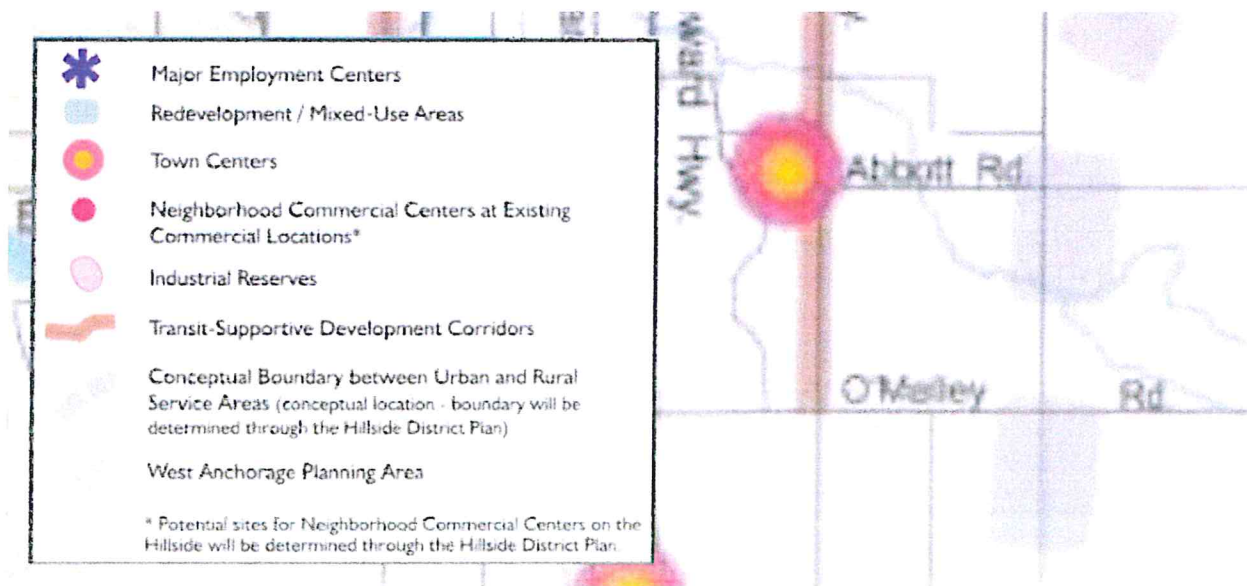 Major Employment Centers
Redevelopment / Mixed-Use Areas
Town Centers
Neighborhood Commercial Centers at Existing
Commercial Locations*
Industrial Reserves
Transit-Supportive Development Corridors
Conceptual Boundary between Urban and Rural
Service Areas (conceptual location - boundary will be
determined through the Hillside District Plan)
West Anchorage Planning Area
* Potential sites for Neighborhood Commercial Centers on the
Hillside will be determined through the Hillside District Plan
ward Hwy.
Abbott Rd
O'Malley Rd